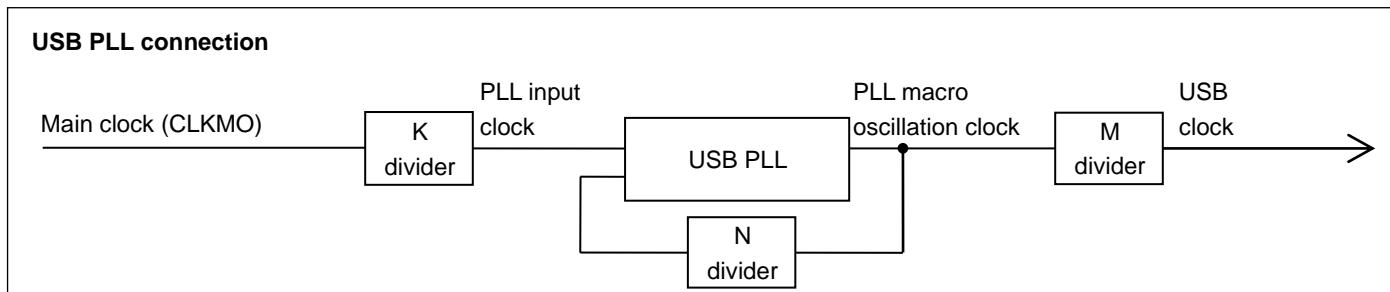 USB PLL connection
Main clock (CLKMO)
K
divider
PLL input
clock
USB PLL
N
divider
PLL macro
oscillation clock
M
divider
USB
clock